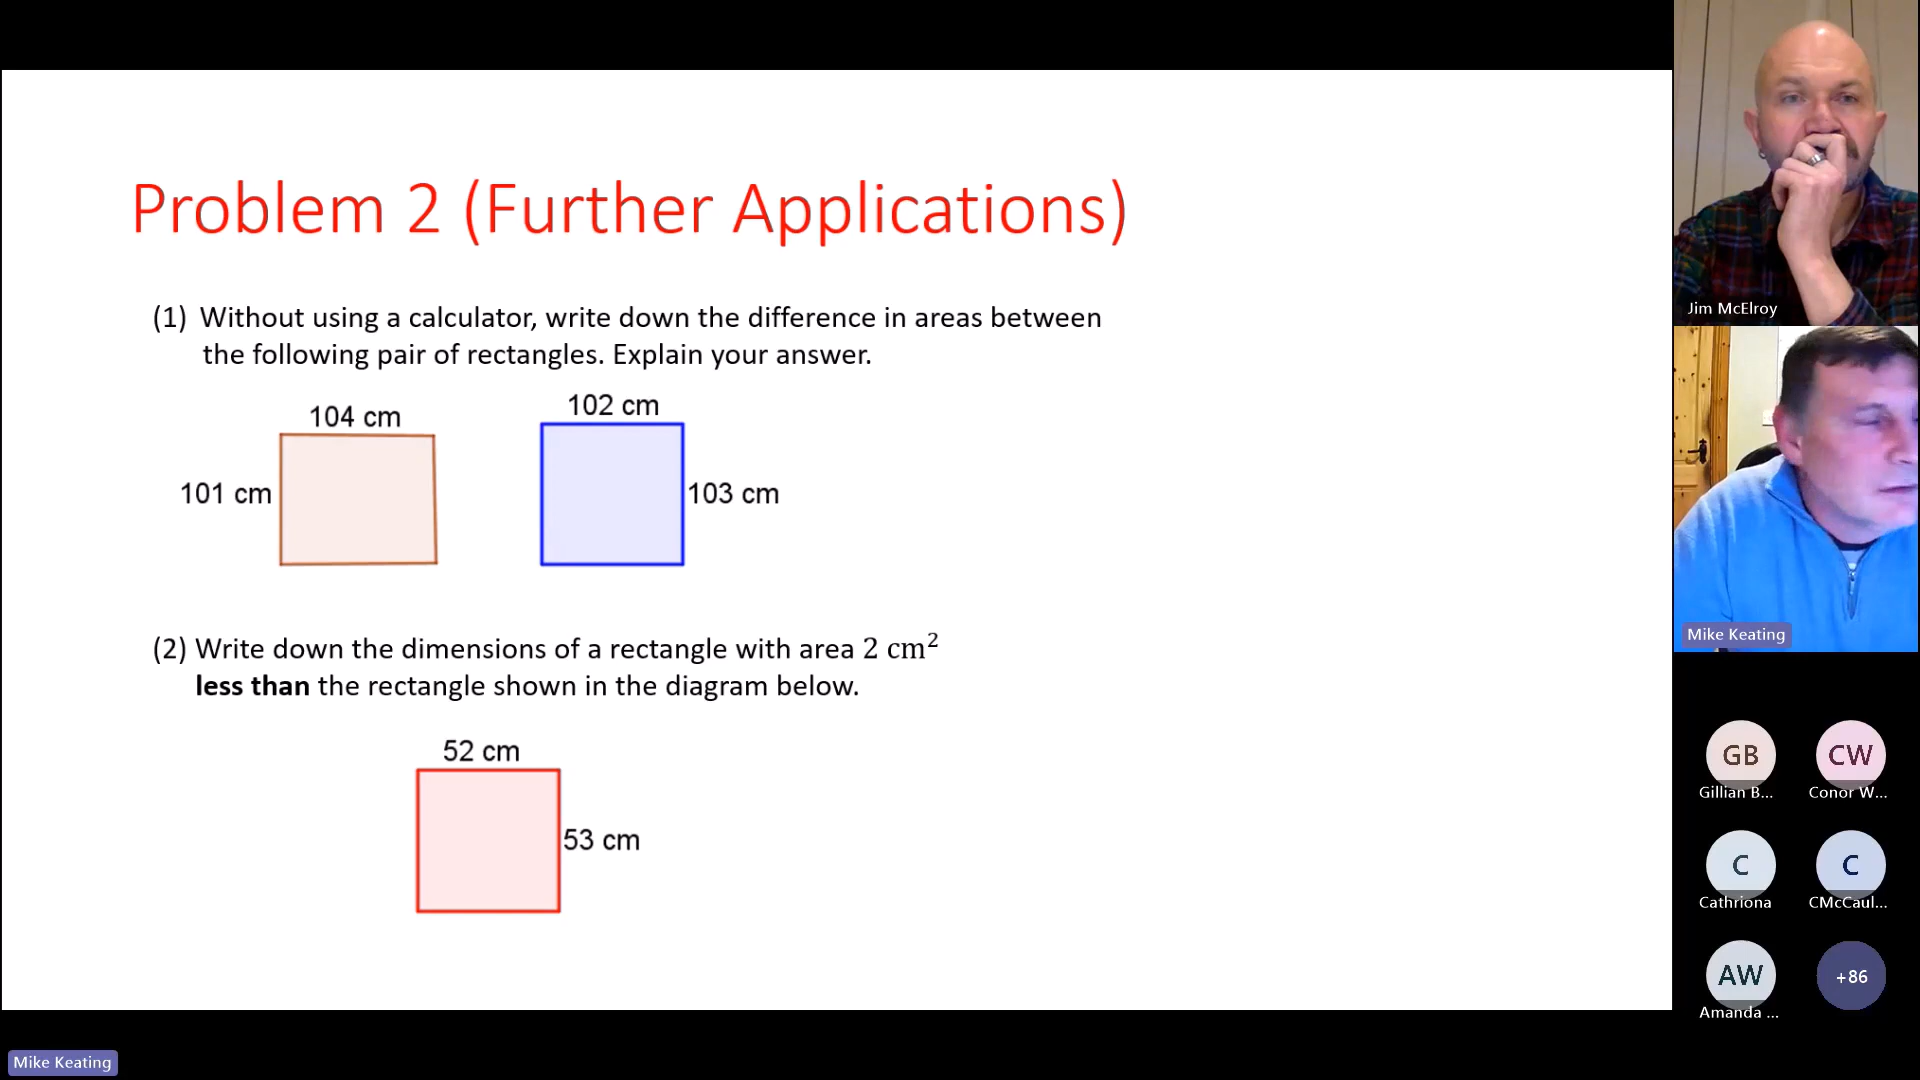 Problem 2 (Further Applications)
(1) Without using a calculator, write down the difference in areas between
the following pair of rectangles. Explain your answer.
104 cm
102 cm
101 cm
103 cm
(2) Write down the dimensions of a rectangle with area 2 cm²
less than the rectangle shown in the diagram below.
52 cm
53 cm
Jim McElroy
Mike Keating
GB
CW
Gillian B...
Conor W...
C
C
Cathriona
CMcCaul...
AW
+86
Amanda ...
Mike Keating